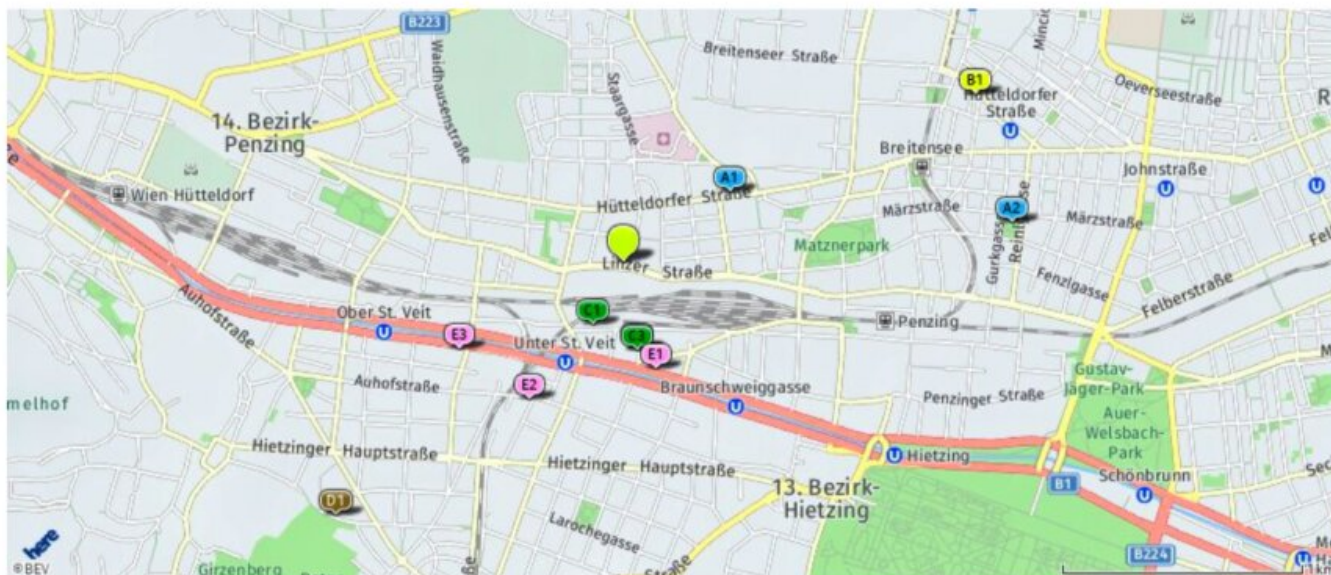 B223
Waidhausenstraße
Staargasse
Breitenseer Straße
B1
Oeverseestraße
Hütteldorfer
Straße
14. Bezirk-
Penzing
Breitensee
Johnstraße
Wien Hütteldorf
A1
Hütteldorfer Straße
Märzstraße
A2
Märzstraße
Matznerpark
Gurkgasse
Linzer Straße
Fenzlgasse
Felberstraße
Auhofstraße
Ober St. Veit
C1
Penzing
E3
Unter St. Veit
C3
E1
E2
Auhofstraße
Braunschweiggasse
Penzinger Straße
Gustav-
Jäger-Park
Auer-
Welsbach-
Park
Hietzinger Hauptstraße
Hietzinger Hauptstraße
Hietzing
Schönbrunn
B1
D1
13. Bezirk-
Hietzing
Larochegasse
B224
here
©BEV
Girzenberg